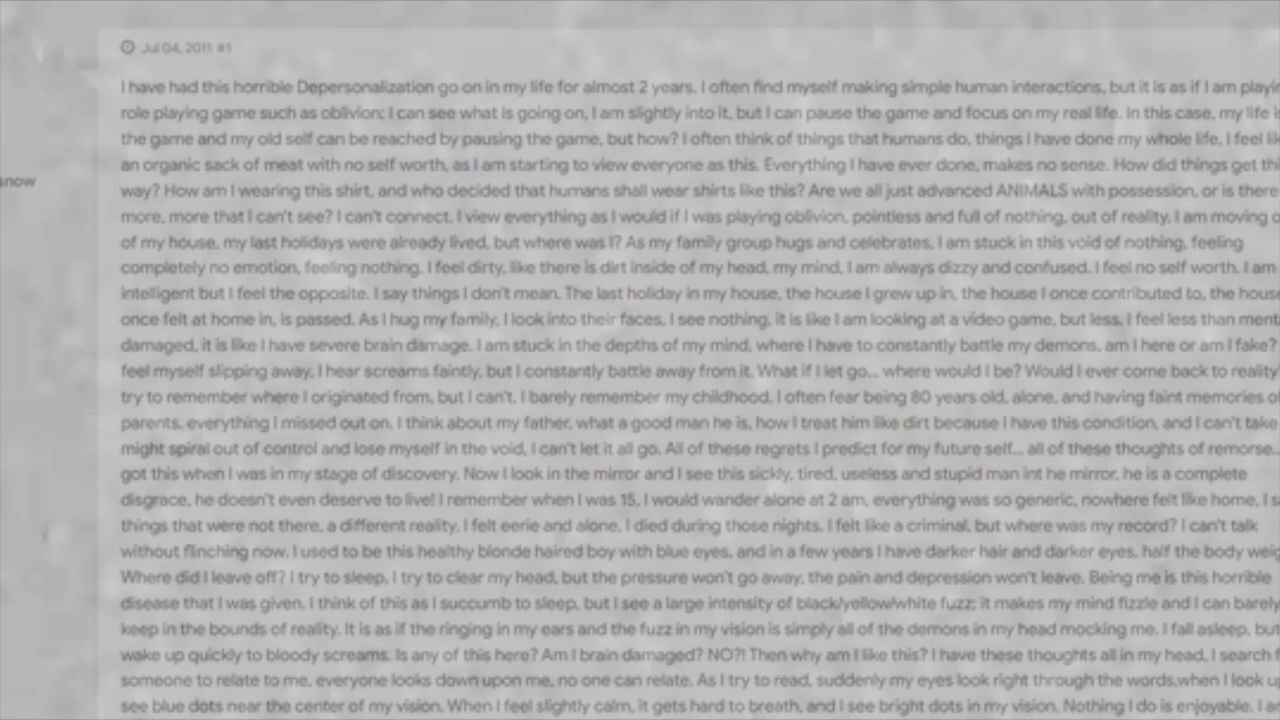 Jul 04, 2011 #1
I have had this horrible Depersonalization go on in my life for almost 2 years. I often find myself making simple human interactions, but it is as if I am playin
role playing game such as oblivion; I can see what is going on, I am slightly into it, but I can pause the game and focus on my real life. In this case, my life is
the game and my old self can be reached by pausing the game, but how? I often think of things that humans do, things I have done my whole life, I feel lik
an organic sack of meat with no self worth, as I am starting to view everyone as this. Everything I have ever done, makes no sense. How did things get thi
snow
way? How am I wearing this shirt, and who decided that humans shall wear shirts like this? Are we all just advanced ANIMALS with possession, or is there
more, more that I can't see? I can't connect, I view everything as I would if I was playing oblivion, pointless and full of nothing, out of reality. I am moving o
of my house, my last holidays were already lived, but where was I? As my family group hugs and celebrates, I am stuck in this void of nothing, feeling
completely no emotion, feeling nothing. I feel dirty, like there is dirt inside of my head, my mind, I am always dizzy and confused. I feel no self worth. I am
intelligent but I feel the opposite. I say things I don't mean. The last holiday in my house, the house I grew up in, the house I once contributed to, the house
once felt at home in, is passed. As I hug my family, I look into their faces, I see nothing, it is like I am looking at a video game, but less. I feel less than ment
damaged, it is like I have severe brain damage. I am stuck in the depths of my mind, where I have to constantly battle my demons, am I here or am I fake?
feel myself slipping away, I hear screams faintly, but I constantly battle away from it. What if I let go... where would I be? Would I ever come back to reality?
try to remember where I originated from, but I can't. I barely remember my childhood, I often fear being 80 years old, alone, and having faint memories of
parents, everything I missed out on. I think about my father, what a good man he is, how I treat him like dirt because I have this condition, and I can't take
might spiral out of control and lose myself in the void, I can't let it all go. All of these regrets I predict for my future self... all of these thoughts of remorse...
got this when I was in my stage of discovery. Now I look in the mirror and I see this sickly, tired, useless and stupid man int he mirror, he is a complete
disgrace, he doesn't even deserve to live! I remember when I was 15, I would wander alone at 2 am, everything was so generic, nowhere felt like home, I s
things that were not there, a different reality. I felt eerie and alone, I died during those nights. I felt like a criminal, but where was my record? I can't talk
without flinching now. I used to be this healthy blonde haired boy with blue eyes, and in a few years I have darker hair and darker eyes, half the body weig
Where did I leave off? I try to sleep, I try to clear my head, but the pressure won't go away, the pain and depression won't leave. Being me is this horrible
disease that I was given. I think of this as I succumb to sleep, but I see a large intensity of black/yellow/white fuzz; it makes my mind fizzle and I can barely
keep in the bounds of reality. It is as if the ringing in my ears and the fuzz in my vision is simply all of the demons in my head mocking me. I fall asleep, but
wake up quickly to bloody screams. Is any of this here? Am I brain damaged? NO?! Then why am I like this? I have these thoughts all in my head, I search f
someone to relate to me, everyone looks down upon me, no one can relate. As I try to read, suddenly my eyes look right through the words,when I look up
see blue dots near the center of my vision. When I feel slightly calm, it gets hard to breath, and I see bright dots in my vision. Nothing I do is enjoyable. I a